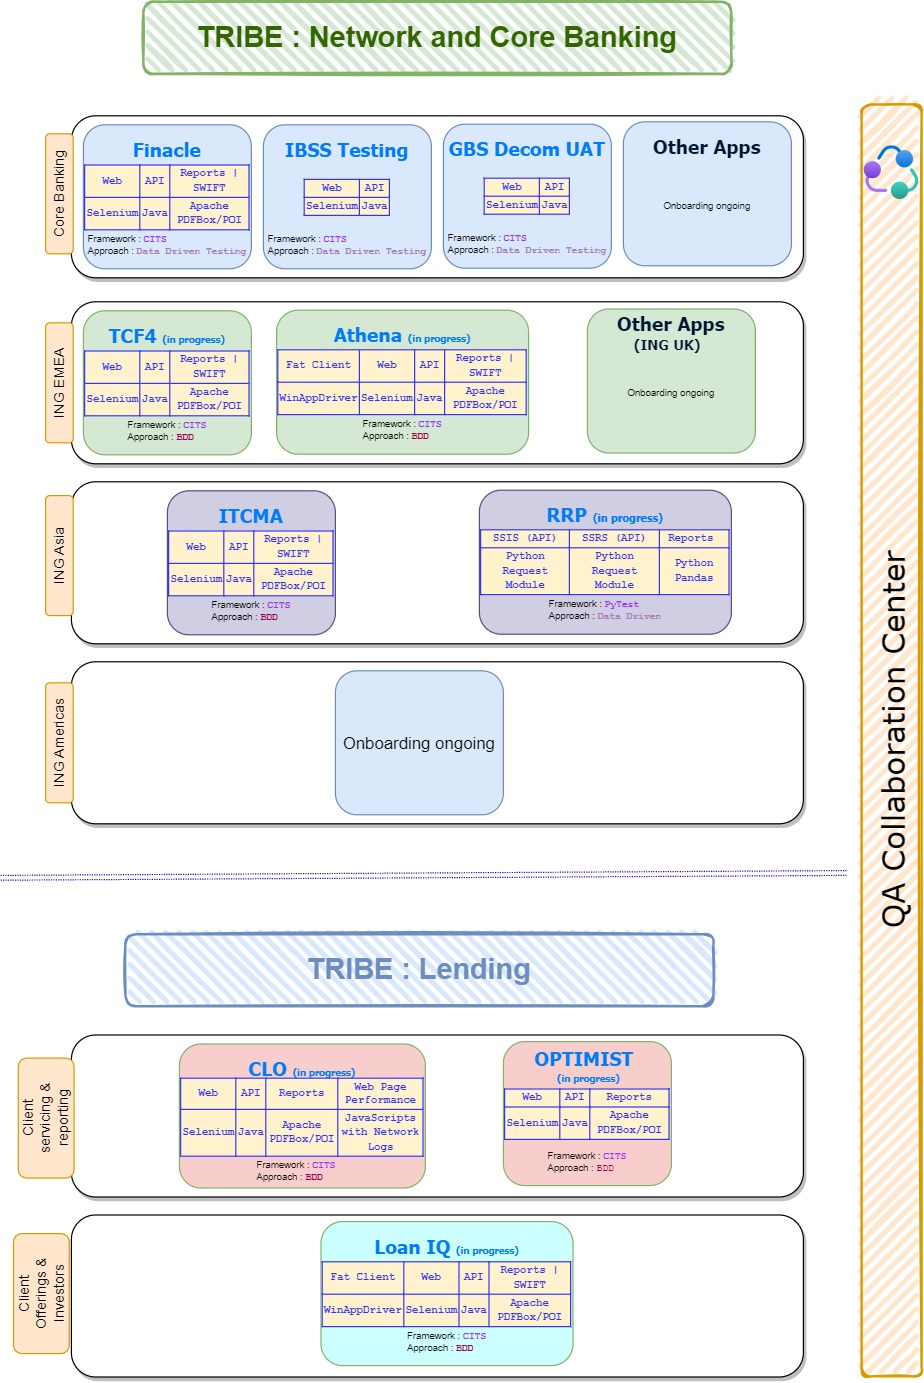 TRIBE : Network and Core Banking
Core Banking
Finacle
Web API Reports |
SWIFT
Selenium Java Apache
PDFBox/POI
Framework : CITS
Approach : Data Driven Testing
IBSS Testing
Web API
Selenium Java
Framework : CITS
Approach : Data Driven Testing
GBS Decom UAT
Web API
Selenium Java
Framework : CITS
Approach : Data Driven Testing
Other Apps
Onboarding ongoing
ING EMEA
TCF4 (in progress)
Web API Reports |
SWIFT
Selenium Java Apache
PDFBox/POI
Framework : CITS
Approach : BDD
Athena (in progress)
Fat Client Web API Reports |
SWIFT
WinAppDriver Selenium Java Apache
PDFBox/POI
Framework : CITS
Approach : BDD
Other Apps
(ING UK)
Onboarding ongoing
ING Asia
ITCMA
Web API Reports |
SWIFT
Selenium Java Apache
PDFBox/POI
Framework : CITS
Approach : BDD
RRP (in progress)
SSIS (API) SSRS (API) Reports
Python
Request
Module
Python
Request
Module
Python
Pandas
Framework : PyTest
Approach : Data Driven
ING Americas
Onboarding ongoing
QA Collaboration Center
TRIBE : Lending
Client
servicing &
reporting
CLO (in progress)
Web API Reports Web Page
Performance
Selenium Java Apache
PDFBox/POI
JavaScripts
with Network
Logs
Framework : CITS
Approach : BDD
OPTIMIST
(in progress)
Web API Reports
Selenium Java Apache
PDFBox/POI
Framework : CITS
Approach : BDD
Client
Offerings &
Investors
Loan IQ (in progress)
Fat Client Web API Reports |
SWIFT
WinAppDriver Selenium Java Apache
PDFBox/POI
Framework : CITS
Approach : BDD